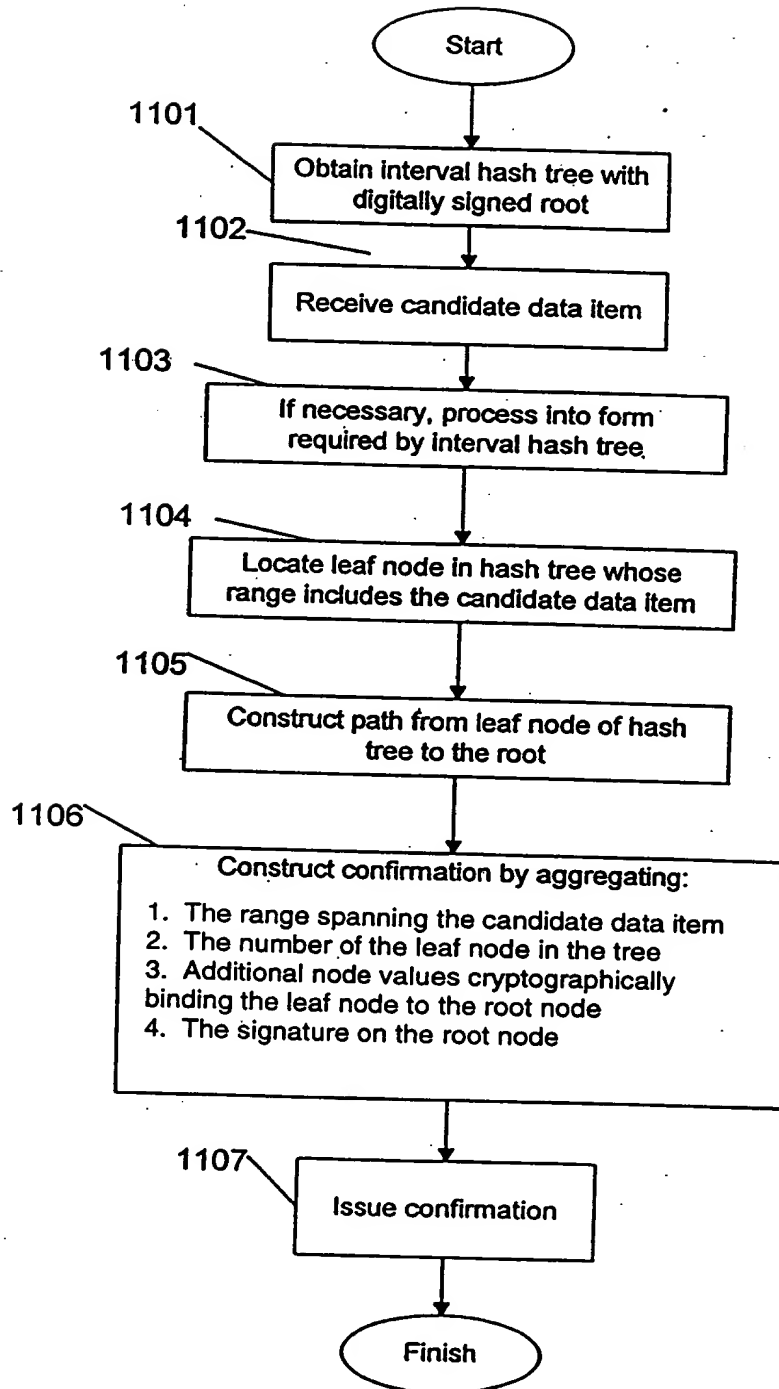 Start
1101
Obtain interval hash tree with
digitally signed root
1102
Receive candidate data item
1103
If necessary, process into form
required by interval hash tree
1104
Locate leaf node in hash tree whose
range includes the candidate data item
1105
Construct path from leaf node of hash
tree to the root
1106
Construct confirmation by aggregating:
1. The range spanning the candidate data item
2. The number of the leaf node in the tree
3. Additional node values cryptographically
binding the leaf node to the root node
4. The signature on the root node
1107
Issue confirmation
Finish